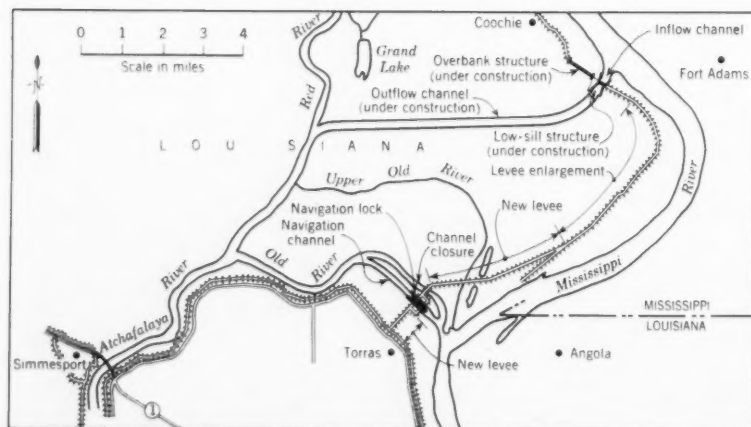 0 1 2 3 4
Scale in miles
N
River
Red
Grand
Lake
Coochie
Inflow channel
Overbank structure
(under construction)
Fort Adams
Outflow channel
(under construction)
Low-sill structure
(under construction)
LOU SIANA
Levee enlargement
River
Upper Old River
New levee
Navigation lock
Navigation
channel
Channel
closure
Old River
River
Mississippi
MISSISSIPPI
LOUISIANA
Atchafalaya
Simmesport
Torras
New levee
Angola
1